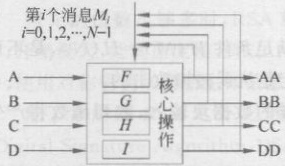 第i个消息Mi
i=0,1,2,···,N-1
A F AA
B G BB
C H CC
D I DD
核心操作